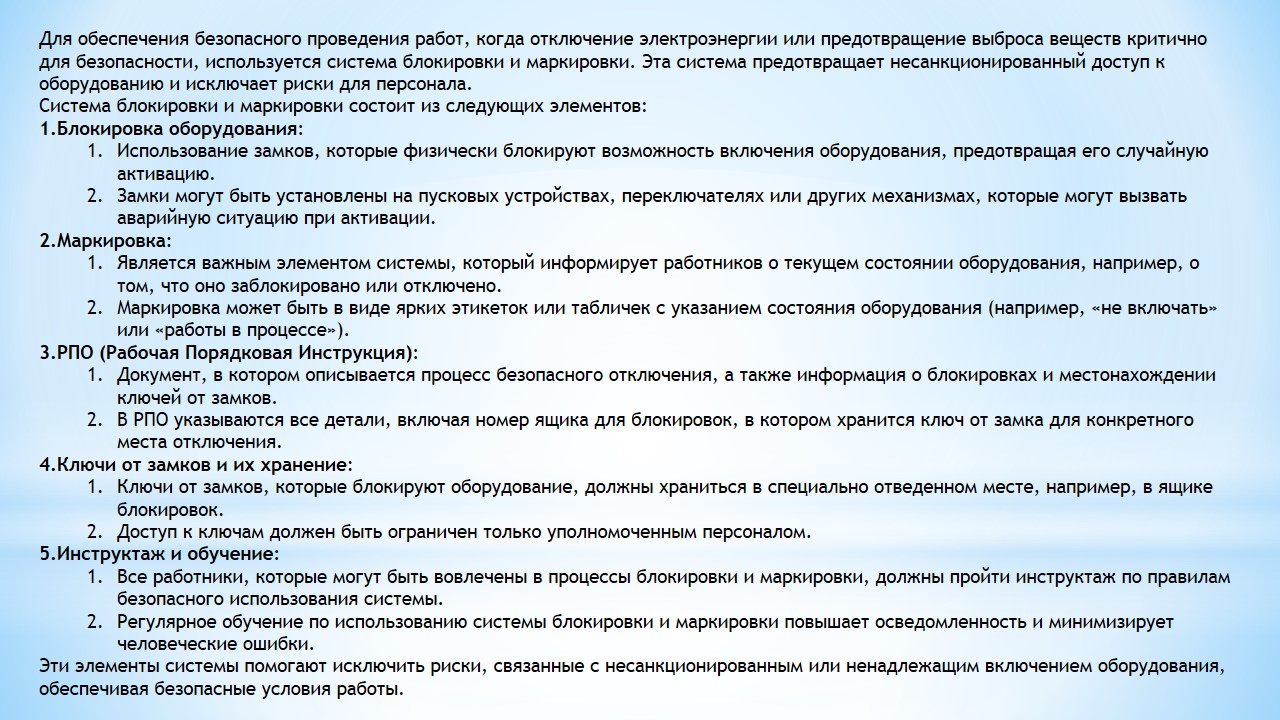 Для обеспечения безопасного проведения работ, когда отключение электроэнергии или предотвращение выброса веществ критично
для безопасности, используется система блокировки и маркировки. Эта система предотвращает несанкционированный доступ к
оборудованию и исключает риски для персонала.
Система блокировки и маркировки состоит из следующих элементов:
1.Блокировка оборудования:
1. Использование замков, которые физически блокируют возможность включения оборудования, предотвращая его случайную
активацию.
2. Замки могут быть установлены на пусковых устройствах, переключателях или других механизмах, которые могут вызвать
аварийную ситуацию при активации.
2.Маркировка:
1. Является важным элементом системы, который информирует работников о текущем состоянии оборудования, например, о
том, что оно заблокировано или отключено.
2. Маркировка может быть в виде ярких этикеток или табличек с указанием состояния оборудования (например, «не включать»
или «работы в процессе»).
3.РПО (Рабочая Порядковая Инструкция):
1. Документ, в котором описывается процесс безопасного отключения, а также информация о блокировках и местонахождении
ключей от замков.
2. В РПО указываются все детали, включая номер ящика для блокировок, в котором хранится ключ от замка для конкретного
места отключения.
4.Ключи от замков и их хранение:
1. Ключи от замков, которые блокируют оборудование, должны храниться в специально отведенном месте, например, в ящике
блокировок.
2. Доступ к ключам должен быть ограничен только уполномоченным персоналом.
5.Инструктаж и обучение:
1. Все работники, которые могут быть вовлечены в процессы блокировки и маркировки, должны пройти инструктаж по правилам
безопасного использования системы.
2. Регулярное обучение по использованию системы блокировки и маркировки повышает осведомленность и минимизирует
человеческие ошибки.
Эти элементы системы помогают исключить риски, связанные с несанкционированным или ненадлежащим включением оборудования,
обеспечивая безопасные условия работы.